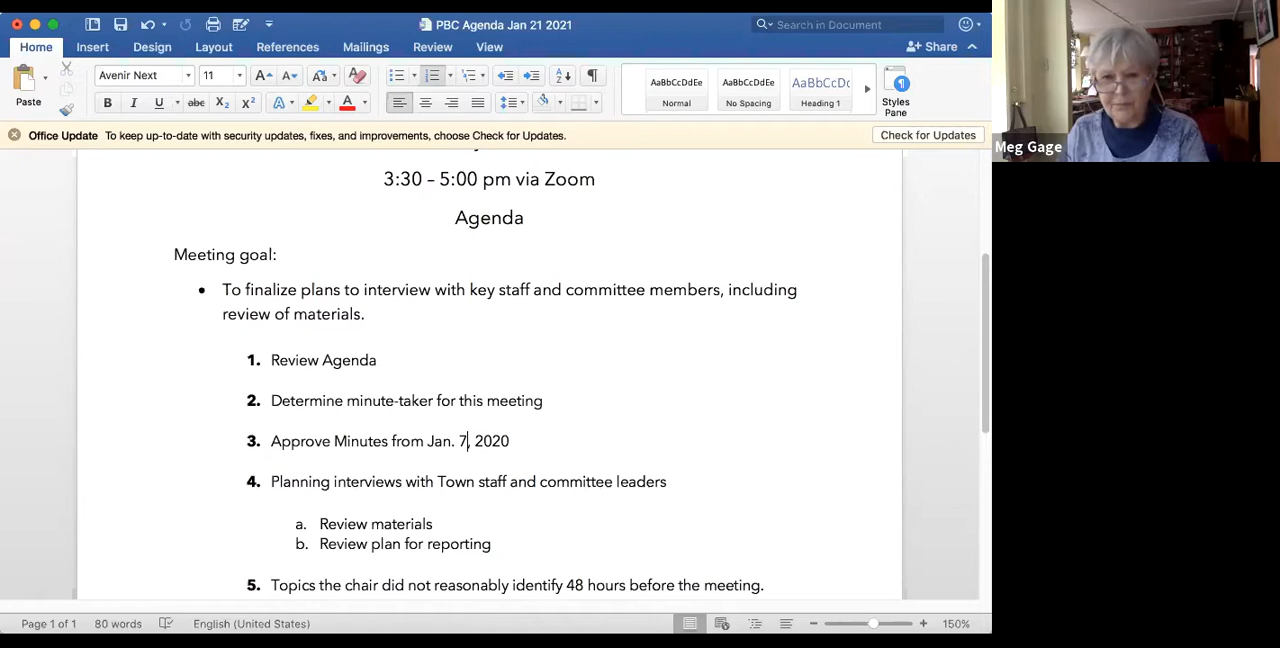 PBC Agenda Jan 21 2021
Search in Document
Home Insert Design Layout References Mailings Review View Share
Paste
Avenir Next 11
AaBbCcDdEe AaBbCcDdEe AaBbCcDc
Normal No Spacing Heading 1
Styles Pane
Office Update To keep up-to-date with security updates, fixes, and improvements, choose Check for Updates. Check for Updates
3:30 – 5:00 pm via Zoom
Agenda
Meeting goal:
• To finalize plans to interview with key staff and committee members, including
review of materials.
1. Review Agenda
2. Determine minute-taker for this meeting
3. Approve Minutes from Jan. 7, 2020
4. Planning interviews with Town staff and committee leaders
a. Review materials
b. Review plan for reporting
5. Topics the chair did not reasonably identify 48 hours before the meeting.
Page 1 of 1 80 words English (United States) 150%
Meg Gage